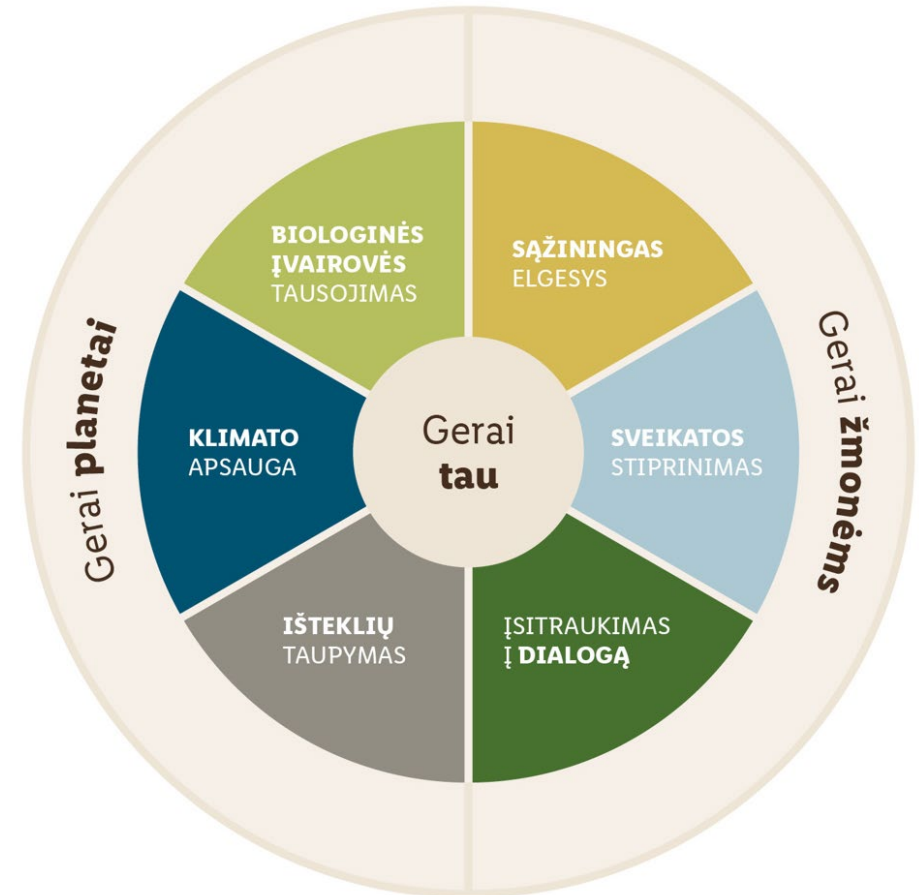 BIOLOGINĖS
ĮVAIROVĖS
TAUSOJIMAS
SĄŽININGAS
ELGESYS
Gerai planetai
KLIMATO
APSAUGA
Gerai
tau
SVEIKATOS
STIPRINIMAS
Gerai žmonėms
IŠTEKLIŲ
TAUPYMAS
ĮSITRAUKIMAS
Į DIALOGĄ